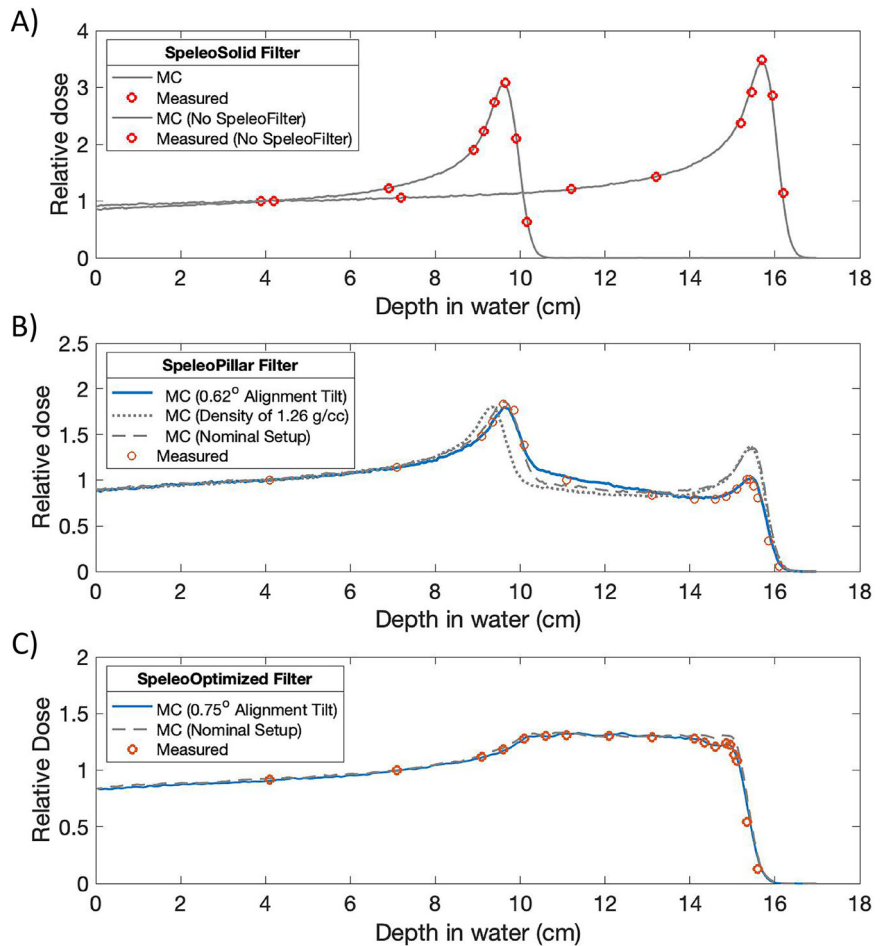 A)
SpeleoSolid Filter
MC
Measured
MC (No SpeleoFilter)
Measured (No SpeleoFilter)
Relative dose
4
3
2
1
0
0 2 4 6 8 10 12 14 16 18
Depth in water (cm)
B)
SpeleoPillar Filter
MC (0.62° Alignment Tilt)
MC (Density of 1.26 g/cc)
MC (Nominal Setup)
Measured
Relative dose
2.5
2
1.5
1
0.5
0
0 2 4 6 8 10 12 14 16 18
Depth in water (cm)
C)
SpeleoOptimized Filter
MC (0.75° Alignment Tilt)
MC (Nominal Setup)
Measured
Relative Dose
2
1.5
1
0.5
0
0 2 4 6 8 10 12 14 16 18
Depth in water (cm)